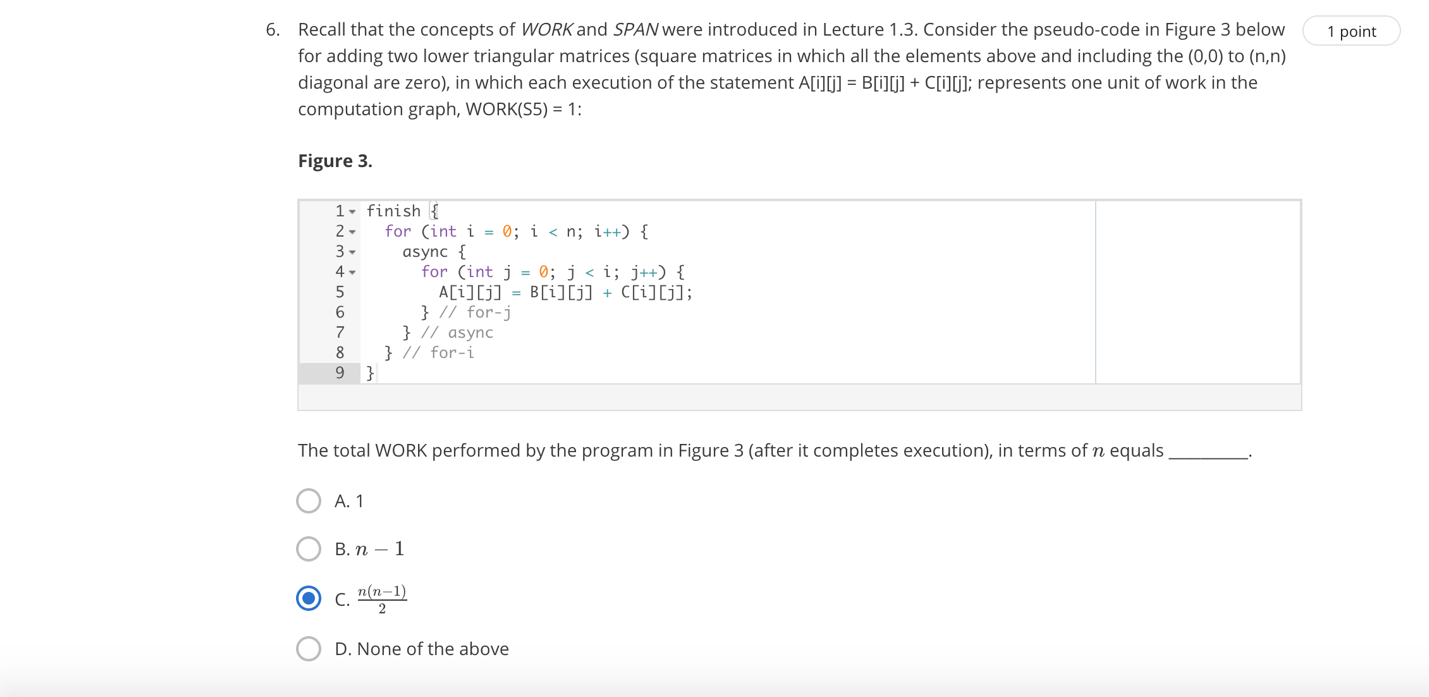 6. Recall that the concepts of WORK and SPAN were introduced in Lecture 1.3. Consider the pseudo-code in Figure 3 below
1 point
for adding two lower triangular matrices (square matrices in which all the elements above and including the (0,0) to (n,n)
diagonal are zero), in which each execution of the statement A[i][j] = B[i][j] + C[i][j]; represents one unit of work in the
computation graph, WORK(S5) = 1:
Figure 3.
1 finish {
2 for (int i = 0; i < n; i++) {
3 async {
4 for (int j = 0; j < i; j++) {
5 A[i][j] = B[i][j] + C[i][j];
6 } // for-j
7 } // async
8 } // for-i
9 }
The total WORK performed by the program in Figure 3 (after it completes execution), in terms of n equals _________.
A. 1
B. n − 1
C. n(n−1)/2
D. None of the above